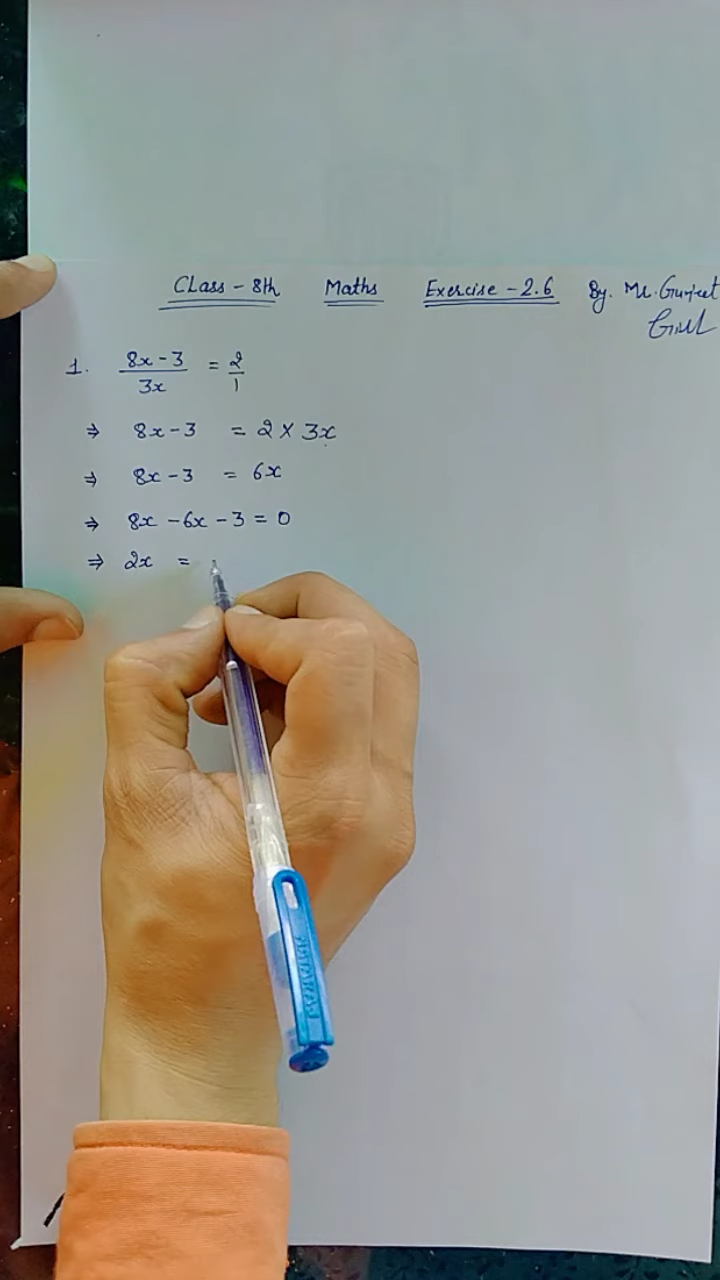 Class - 8th Maths Exercise - 2.6 By. Mr. Gurjeet
Gill
1. 8x - 3 / 3x = 2 / 1
⇒ 8x - 3 = 2 × 3x
⇒ 8x - 3 = 6x
⇒ 8x - 6x - 3 = 0
⇒ 2x =